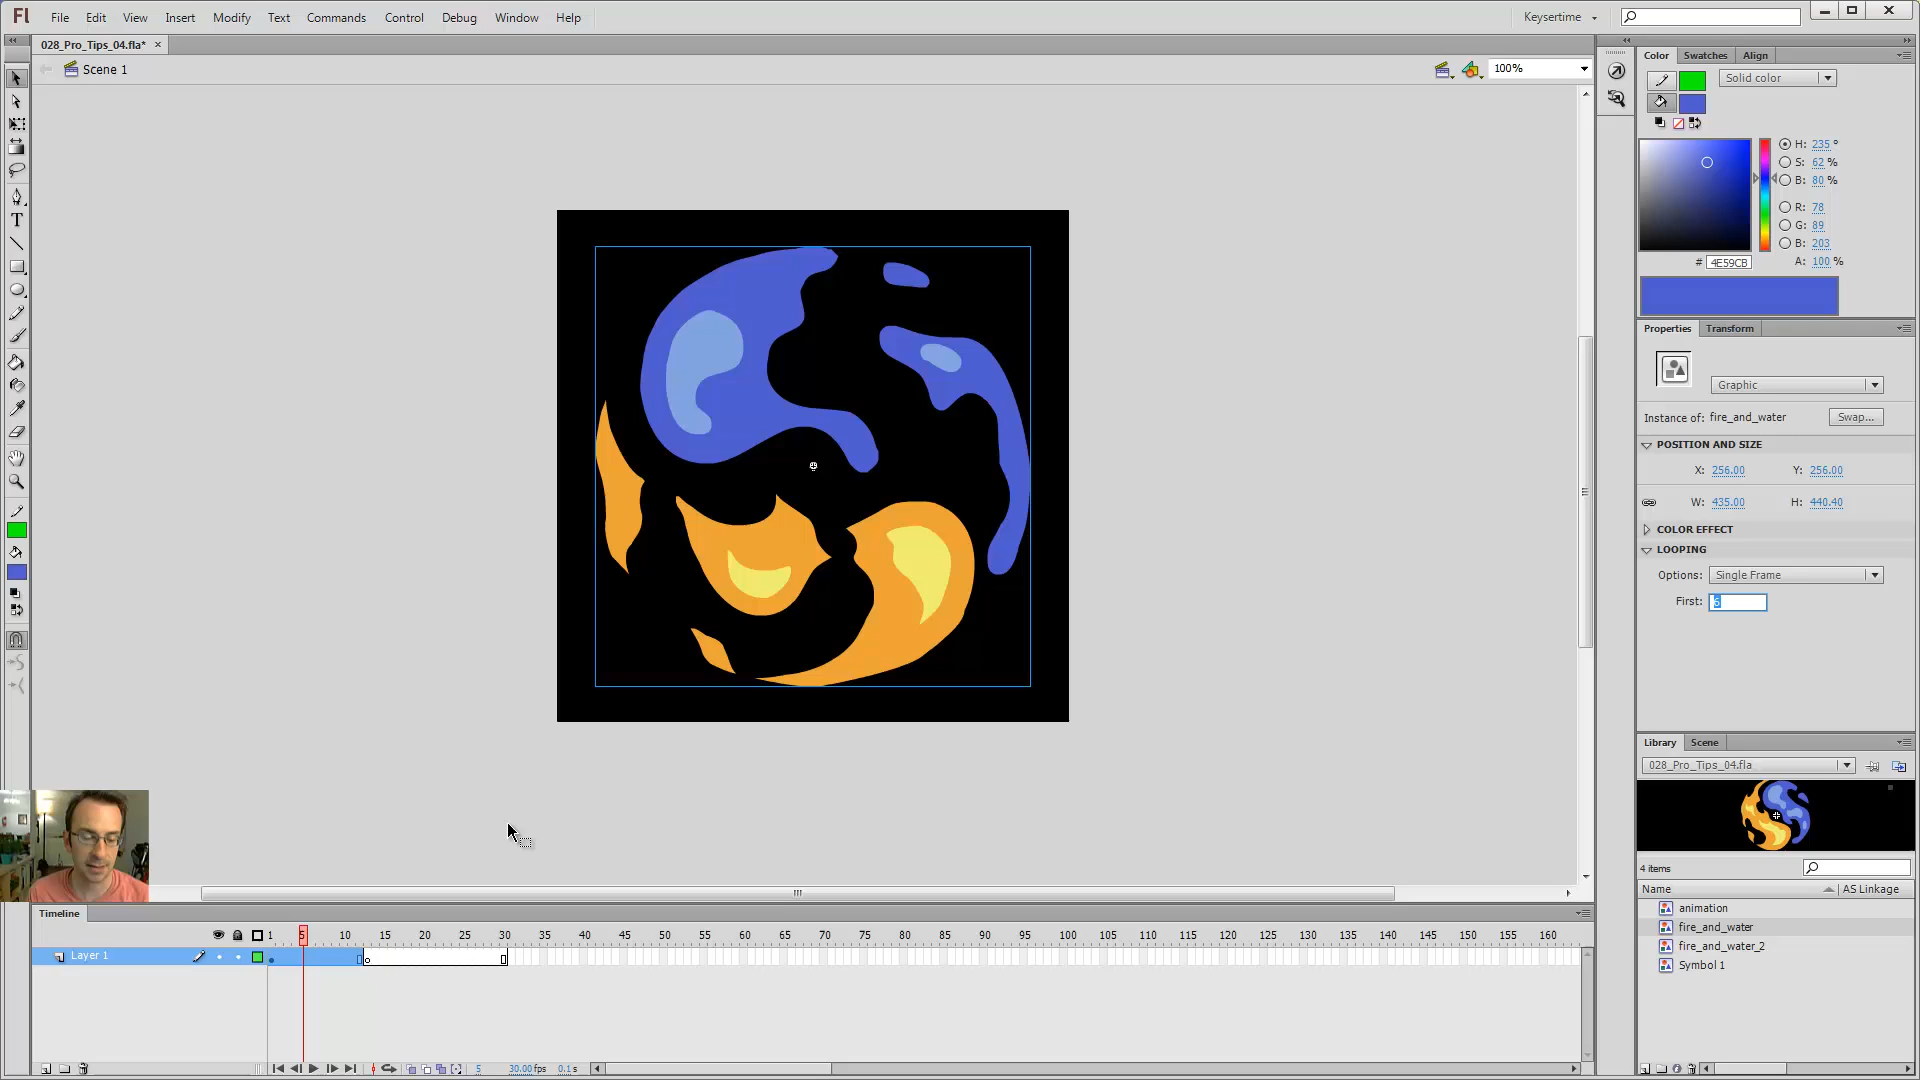 Fl File Edit View Insert Modify Text Commands Control Debug Window Help Keysertime
028_Pro_Tips_04.fla* ×
Scene 1 100%
Color Swatches Align
Solid color
H: 235 °
S: 62 %
B: 80 %
R: 78
G: 89
B: 203
# 4E59CB A: 100 %
Properties Transform
Graphic
Instance of: fire_and_water Swap...
POSITION AND SIZE
X: 256.00 Y: 256.00
W: 435.00 H: 440.40
COLOR EFFECT
LOOPING
Options: Single Frame
First: 6
Library Scene
028_Pro_Tips_04.fla
4 items
Name AS Linkage
animation
fire_and_water
fire_and_water_2
Symbol 1
Timeline
1 5 10 15 20 25 30 35 40 45 50 55 60 65 70 75 80 85 90 95 100 105 110 115 120 125 130 135 140 145 150 155 160
Layer 1
5 30.00fps 0.1s